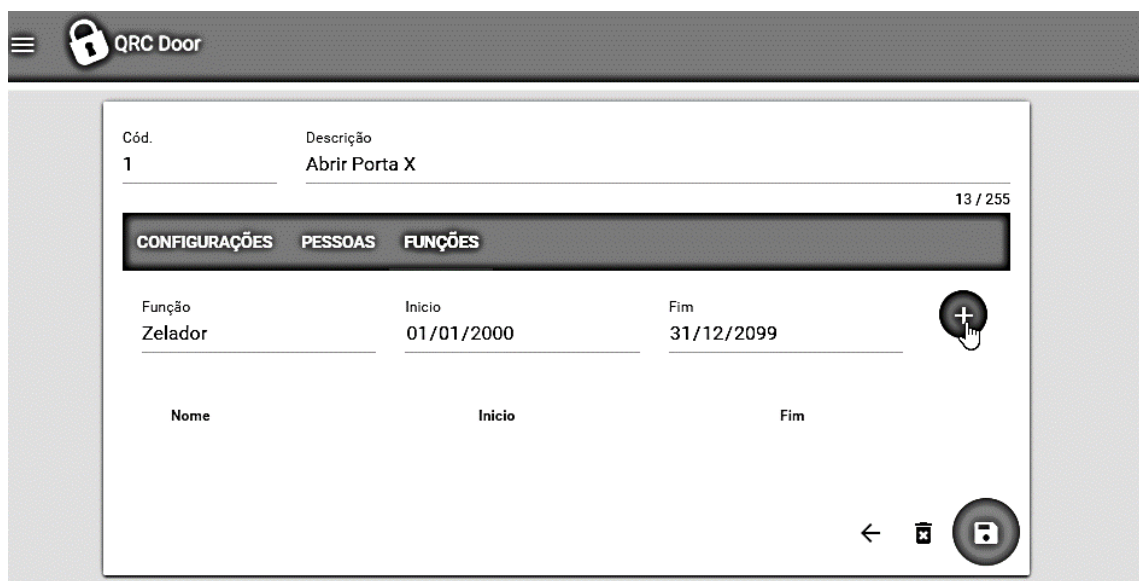 QRC Door
Cód. Descrição
1 Abrir Porta X
13 / 255
CONFIGURAÇÕES PESSOAS FUNÇÕES
Função Inicio Fim
Zelador 01/01/2000 31/12/2099
Nome Inicio Fim